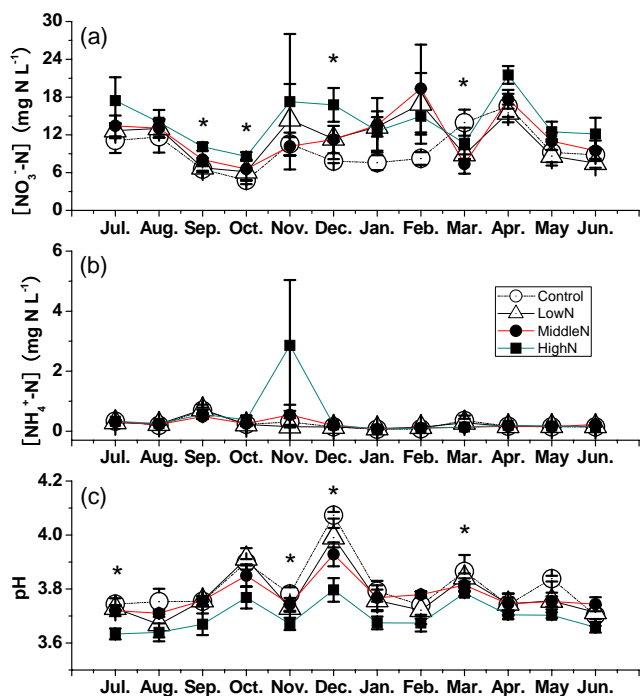 (a)
[NO₃⁻-N] (mg N L⁻¹)
30
24
18
12
6
0
*
*
*
*
Jul. Aug. Sep. Oct. Nov. Dec. Jan. Feb. Mar. Apr. May Jun.
(b)
[NH₄⁺-N] (mg N L⁻¹)
6
4
2
0
Control
LowN
MiddleN
HighN
Jul. Aug. Sep. Oct. Nov. Dec. Jan. Feb. Mar. Apr. May Jun.
(c)
pH
4.2
4.0
3.8
3.6
*
*
*
*
Jul. Aug. Sep. Oct. Nov. Dec. Jan. Feb. Mar. Apr. May Jun.